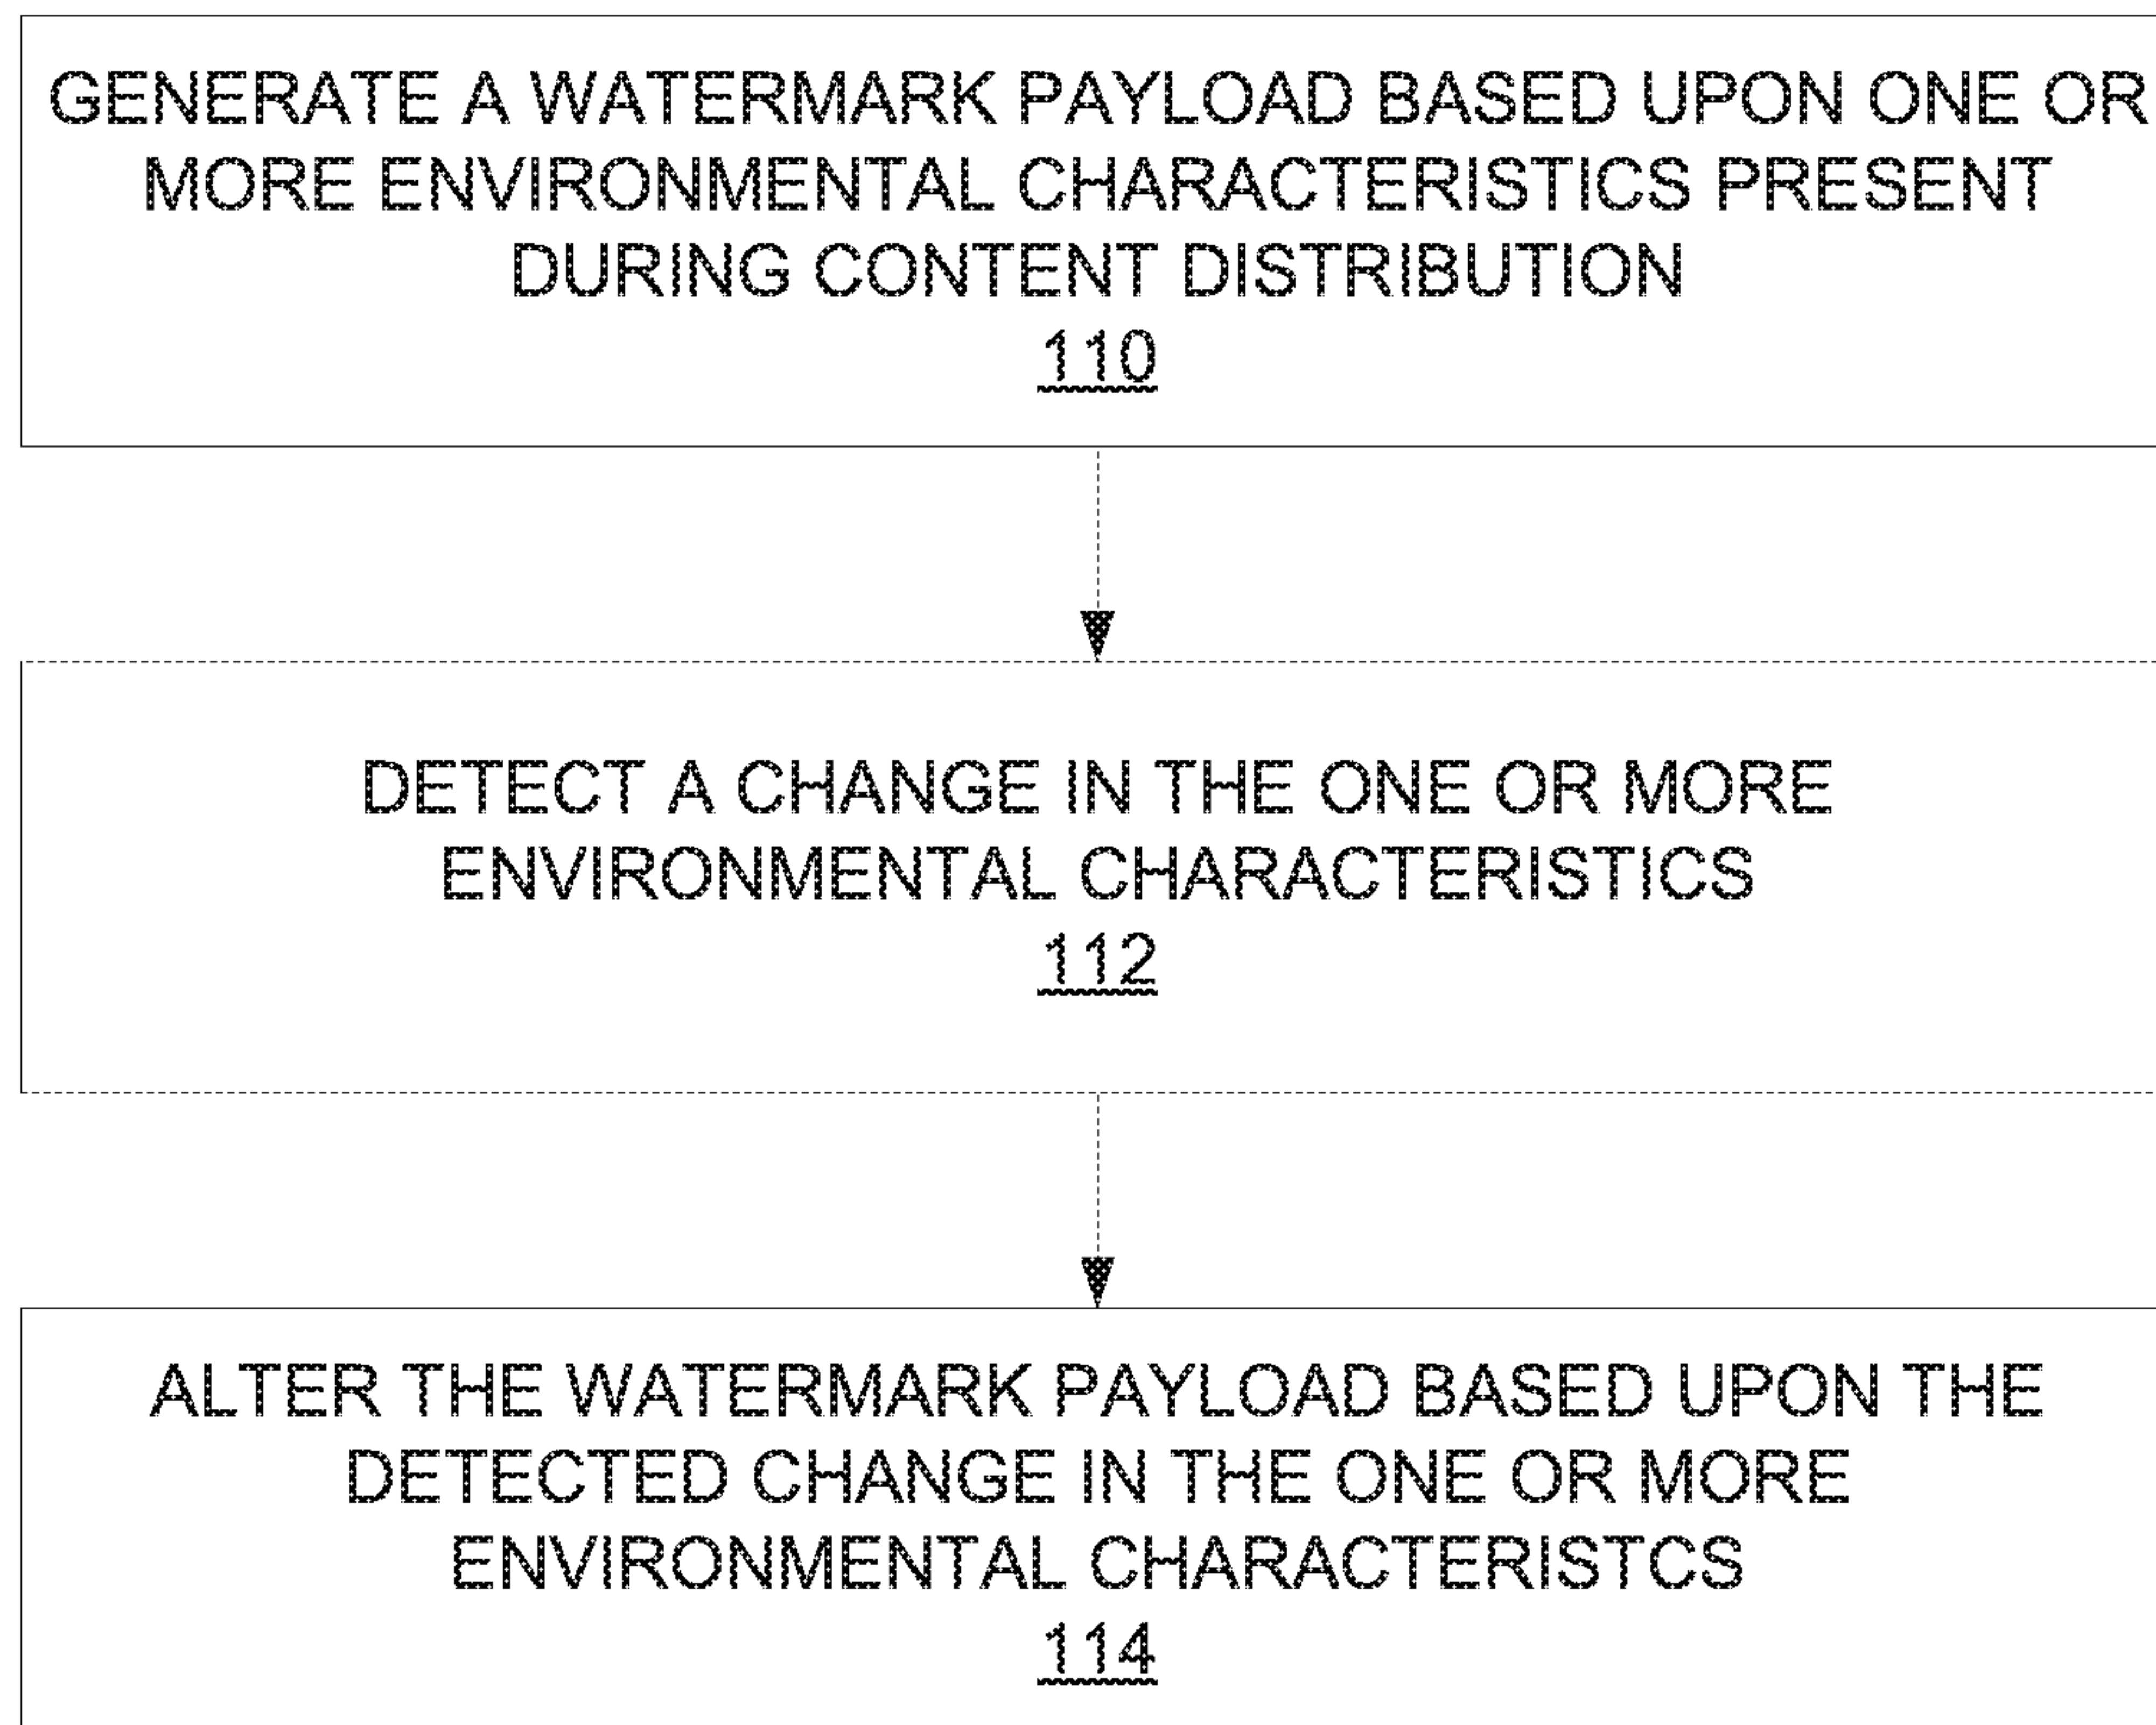 GENERATE A WATERMARK PAYLOAD BASED UPON ONE OR
MORE ENVIRONMENTAL CHARACTERISTICS PRESENT
DURING CONTENT DISTRIBUTION
110
DETECT A CHANGE IN THE ONE OR MORE
ENVIRONMENTAL CHARACTERISTICS
112
ALTER THE WATERMARK PAYLOAD BASED UPON THE
DETECTED CHANGE IN THE ONE OR MORE
ENVIRONMENTAL CHARACTERISTCS
114